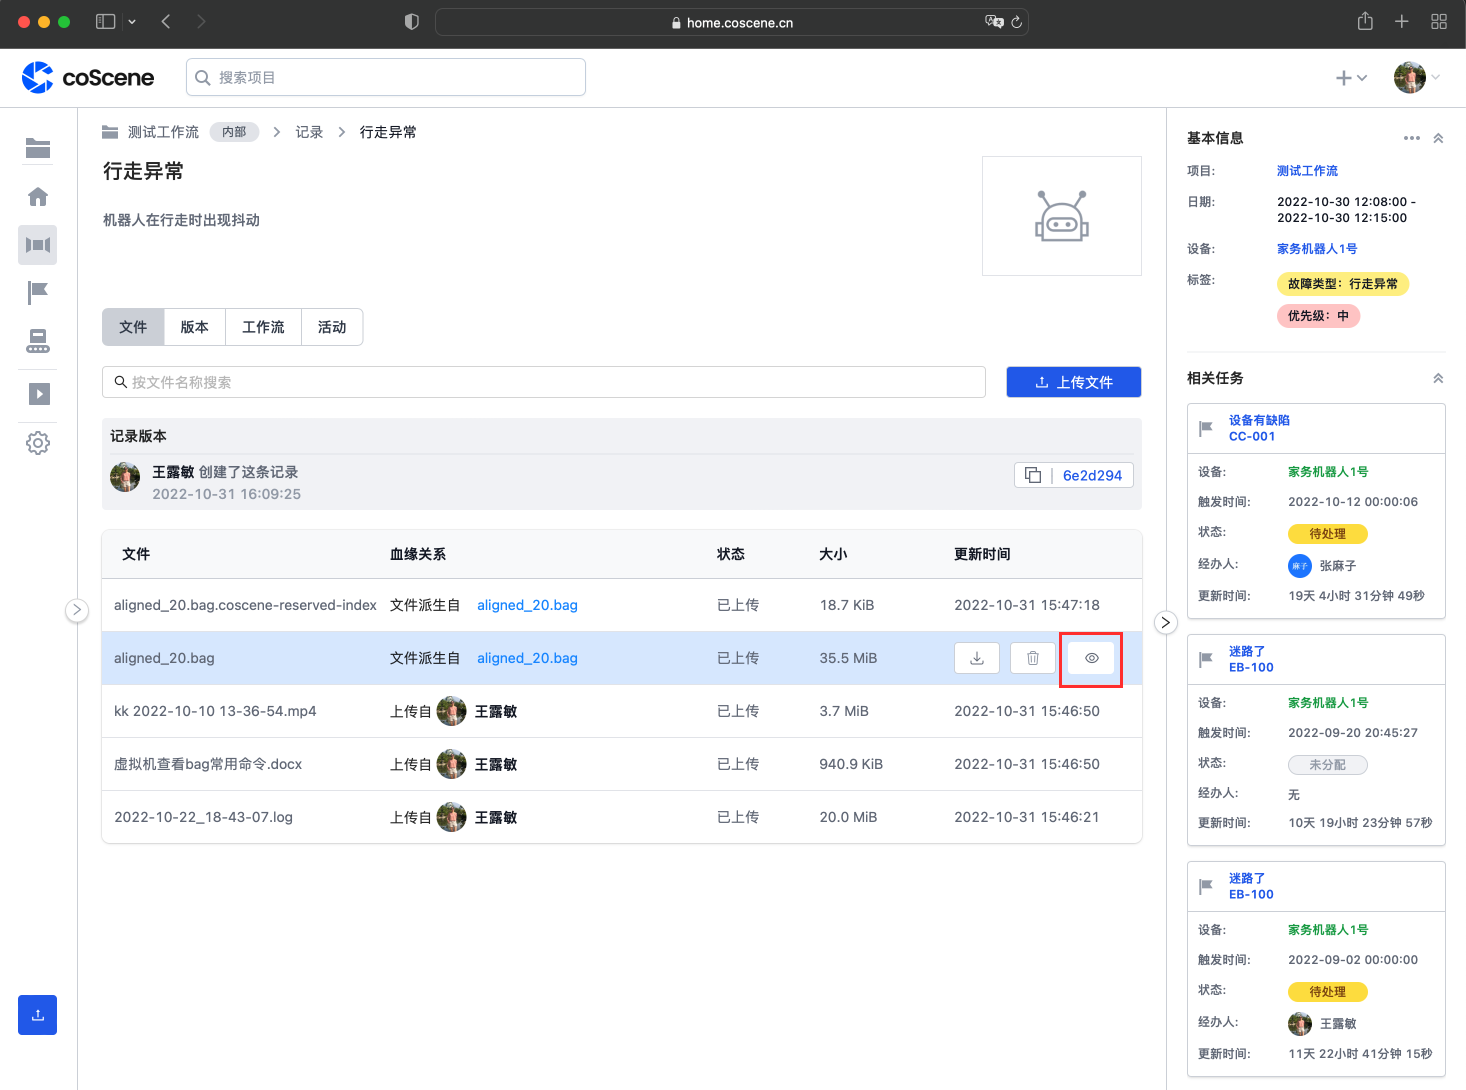 home.coscene.cn
coScene
搜索项目
测试工作流 内部 记录 行走异常
行走异常
机器人在行走时出现抖动
文件 版本 工作流 活动
按文件名称搜索
上传文件
记录版本
王露敏 创建了这条记录
2022-10-31 16:09:25
6e2d294
文件 血缘关系 状态 大小 更新时间
aligned_20.bag.coscene-reserved-index 文件派生自 aligned_20.bag 已上传 18.7 KiB 2022-10-31 15:47:18
aligned_20.bag 文件派生自 aligned_20.bag 已上传 35.5 MiB
kk 2022-10-10 13-36-54.mp4 上传自 王露敏 已上传 3.7 MiB 2022-10-31 15:46:50
虚拟机查看bag常用命令.docx 上传自 王露敏 已上传 940.9 KiB 2022-10-31 15:46:50
2022-10-22_18-43-07.log 上传自 王露敏 已上传 20.0 MiB 2022-10-31 15:46:21
基本信息
项目: 测试工作流
日期: 2022-10-30 12:08:00 -
2022-10-30 12:15:00
设备: 家务机器人1号
标签: 故障类型：行走异常
优先级：中
相关任务
设备有缺陷
CC-001
设备: 家务机器人1号
触发时间: 2022-10-12 00:00:06
状态: 待处理
经办人: 麻子 张麻子
更新时间: 19天 4小时 31分钟 49秒
迷路了
EB-100
设备: 家务机器人1号
触发时间: 2022-09-20 20:45:27
状态: 未分配
经办人: 无
更新时间: 10天 19小时 23分钟 57秒
迷路了
EB-100
设备: 家务机器人1号
触发时间: 2022-09-02 00:00:00
状态: 待处理
经办人: 王露敏
更新时间: 11天 22小时 41分钟 15秒